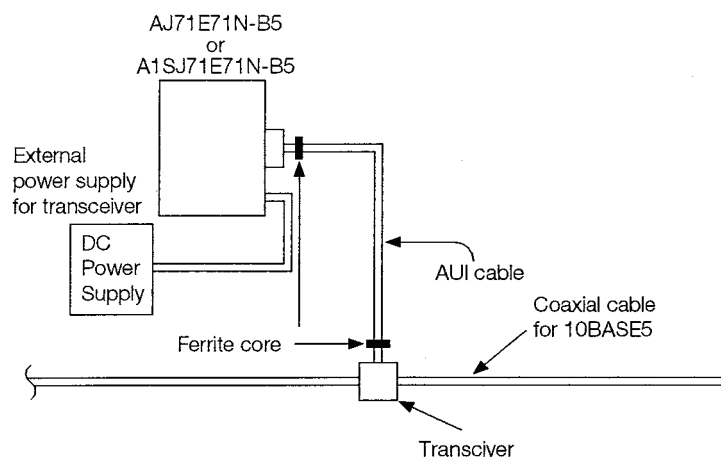 AJ71E71N-B5
or
A1SJ71E71N-B5
External
power supply
for transceiver
DC
Power
Supply
AUI cable
Coaxial cable
for 10BASE5
Ferrite core
Transciver